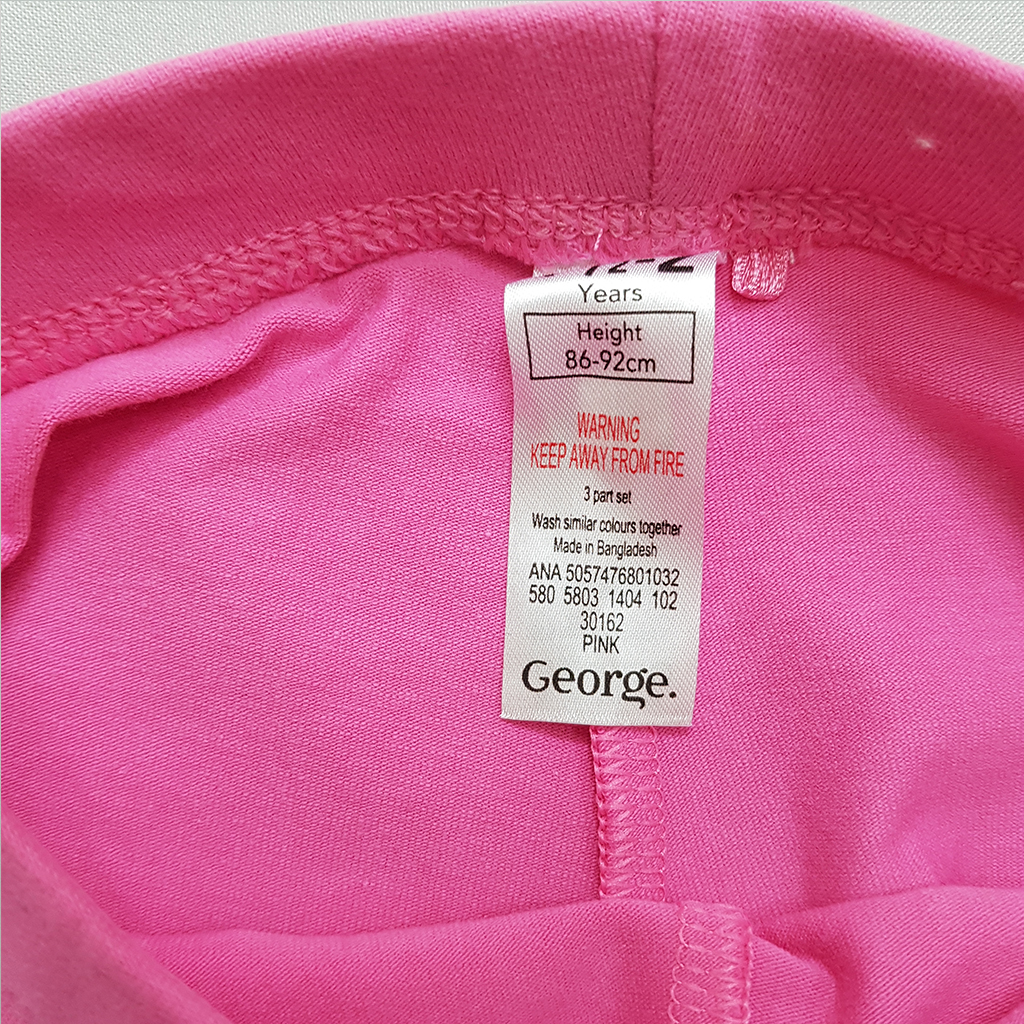 Years
Height
86-92cm
WARNING
KEEP AWAY FROM FIRE
3 part set
Wash similar colours together
Made in Bangladesh
ANA 5057476801032
580 5803 1404 102
30162
PINK
George.